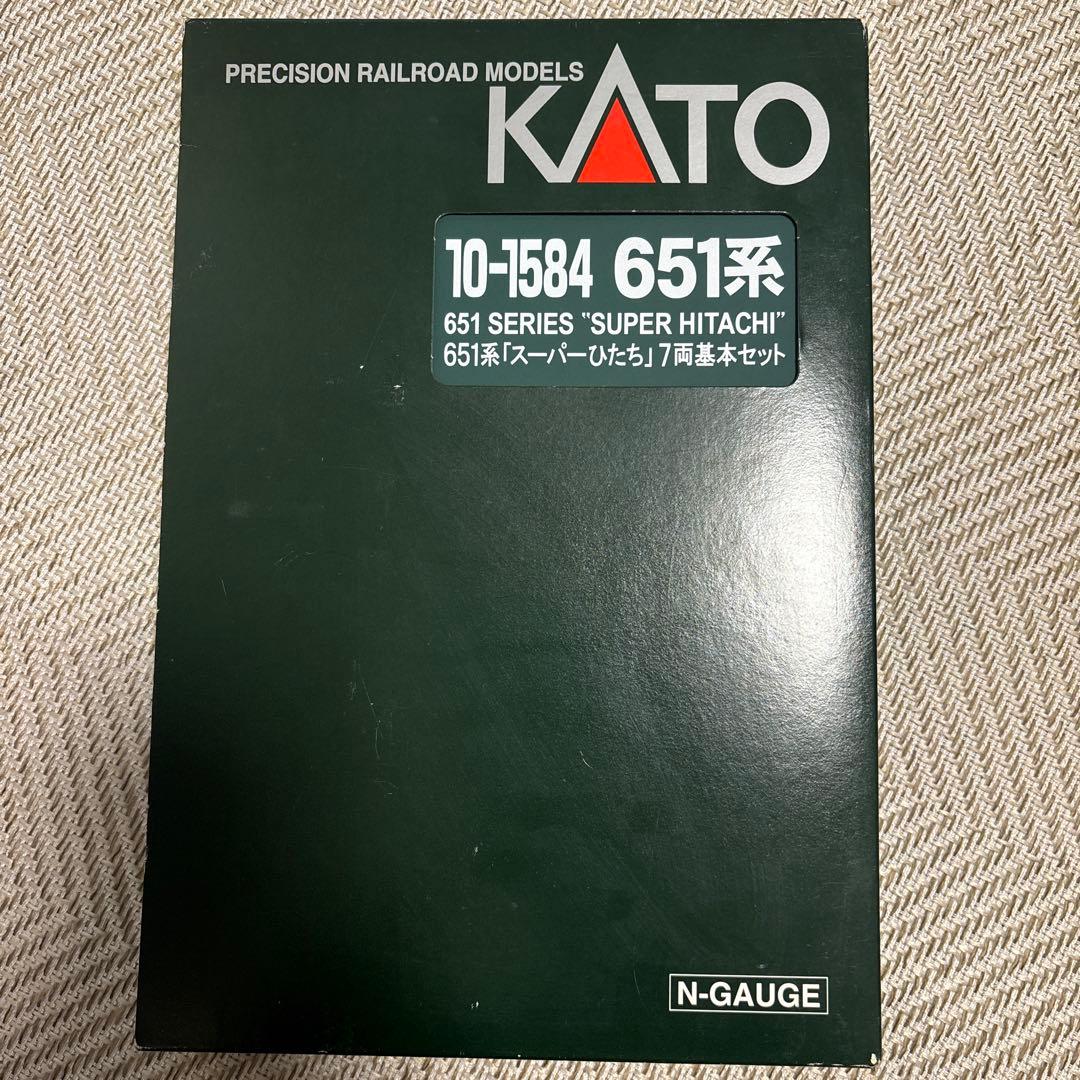 PRECISION RAILROAD MODELS
KATO
10-1584 651系
651 SERIES "SUPER HITACHI"
651系「スーパーひたち」7両基本セット
N-GAUGE